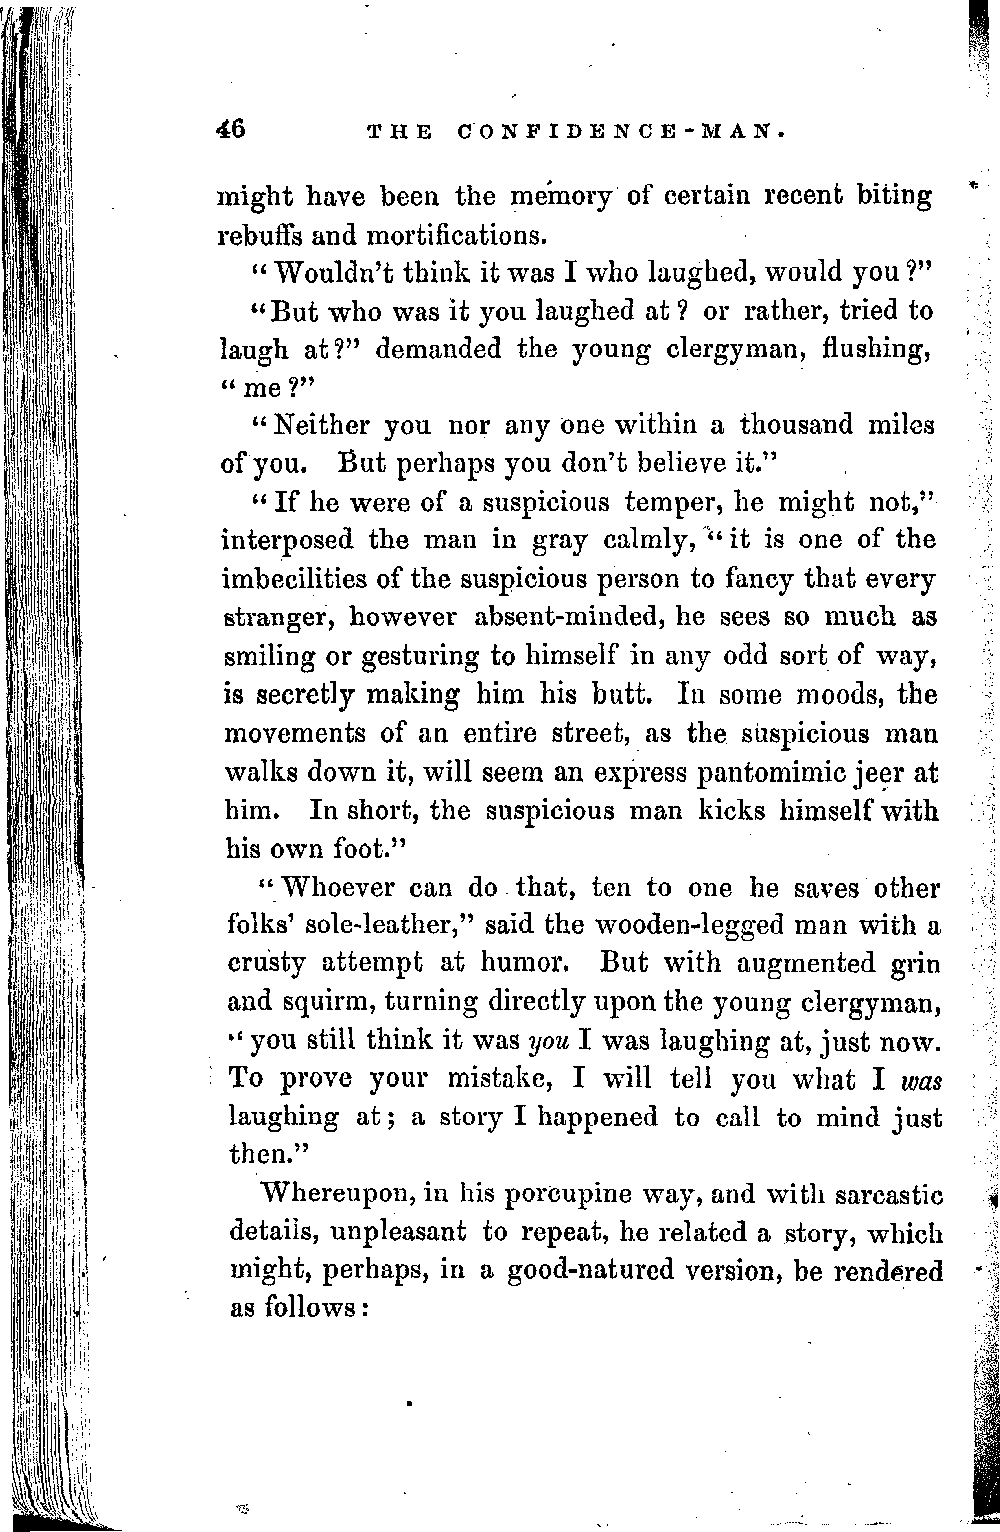 46 THE CONFIDENCE-MAN.
might have been the memory of certain recent biting
rebuffs and mortifications.
"Wouldn't think it was I who laughed, would you?"
"But who was it you laughed at? or rather, tried to
laugh at?" demanded the young clergyman, flushing,
"me?"
"Neither you nor any one within a thousand miles
of you. But perhaps you don't believe it."
"If he were of a suspicious temper, he might not,"
interposed the man in gray calmly, "it is one of the
imbecilities of the suspicious person to fancy that every
stranger, however absent-minded, he sees so much as
smiling or gesturing to himself in any odd sort of way,
is secretly making him his butt. In some moods, the
movements of an entire street, as the suspicious man
walks down it, will seem an express pantomimic jeer at
him. In short, the suspicious man kicks himself with
his own foot."
"Whoever can do that, ten to one he saves other
folks' sole-leather," said the wooden-legged man with a
crusty attempt at humor. But with augmented grin
and squirm, turning directly upon the young clergyman,
"you still think it was you I was laughing at, just now.
To prove your mistake, I will tell you what I was
laughing at; a story I happened to call to mind just
then."
Whereupon, in his porcupine way, and with sarcastic
details, unpleasant to repeat, he related a story, which
might, perhaps, in a good-natured version, be rendered
as follows: